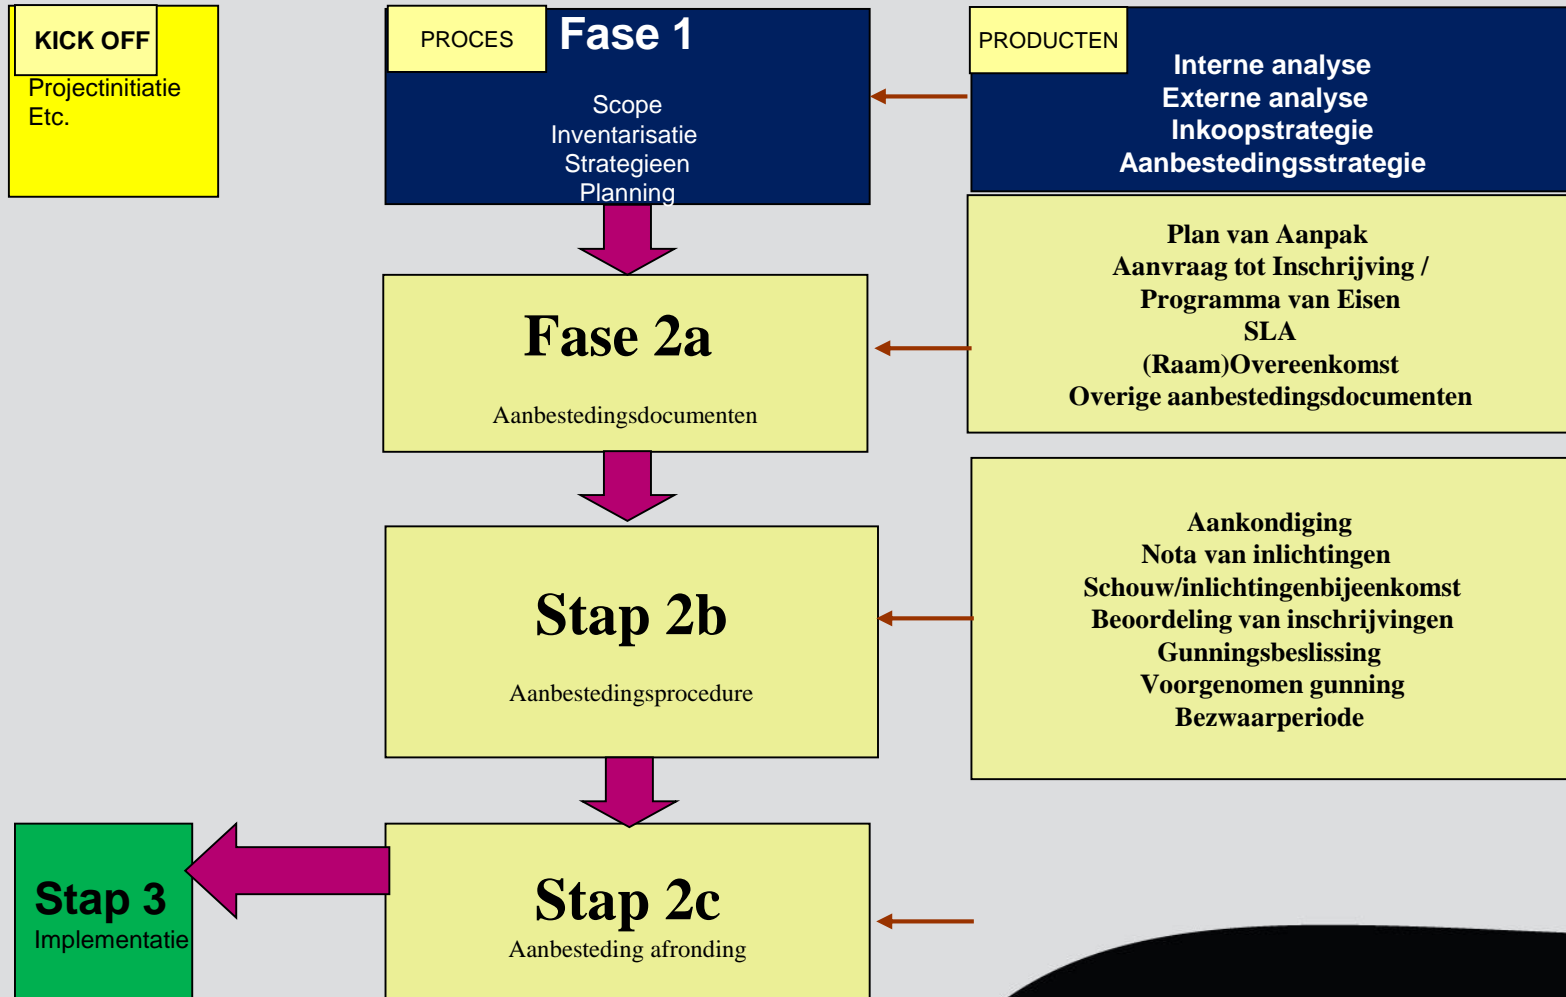 KICK OFF
Projectinitiatie
Etc.
PROCES
Fase 1
Scope
Inventarisatie
Strategieen
Planning
PRODUCTEN
Interne analyse
Externe analyse
Inkoopstrategie
Aanbestedingsstrategie
Fase 2a
Aanbestedingsdocumenten
Plan van Aanpak
Aanvraag tot Inschrijving /
Programma van Eisen
SLA
(Raam)Overeenkomst
Overige aanbestedingsdocumenten
Stap 2b
Aanbestedingsprocedure
Aankondiging
Nota van inlichtingen
Schouw/inlichtingenbijeenkomst
Beoordeling van inschrijvingen
Gunningsbeslissing
Voorgenomen gunning
Bezwaarperiode
Stap 2c
Aanbesteding afronding
Stap 3
Implementatie